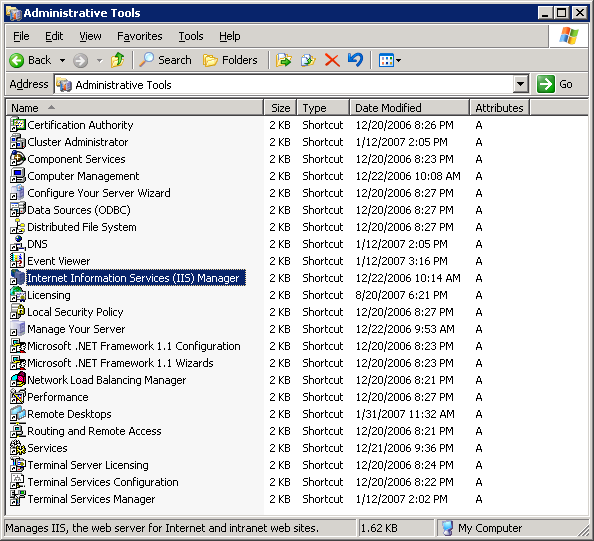 Administrative Tools
File Edit View Favorites Tools Help
Back Search Folders
Address Administrative Tools Go
Name Size Type Date Modified Attributes
Certification Authority 2 KB Shortcut 12/20/2006 8:26 PM A
Cluster Administrator 2 KB Shortcut 1/12/2007 2:05 PM A
Component Services 2 KB Shortcut 12/20/2006 8:23 PM A
Computer Management 2 KB Shortcut 12/22/2006 10:08 AM A
Configure Your Server Wizard 2 KB Shortcut 12/20/2006 8:27 PM A
Data Sources (ODBC) 2 KB Shortcut 12/20/2006 8:27 PM A
Distributed File System 2 KB Shortcut 12/20/2006 8:27 PM A
DNS 2 KB Shortcut 1/12/2007 2:05 PM A
Event Viewer 2 KB Shortcut 1/12/2007 3:16 PM A
Internet Information Services (IIS) Manager 2 KB Shortcut 12/22/2006 10:14 AM A
Licensing 2 KB Shortcut 8/20/2007 6:21 PM A
Local Security Policy 2 KB Shortcut 12/20/2006 8:27 PM A
Manage Your Server 2 KB Shortcut 12/22/2006 9:53 AM A
Microsoft .NET Framework 1.1 Configuration 2 KB Shortcut 12/20/2006 8:23 PM A
Microsoft .NET Framework 1.1 Wizards 2 KB Shortcut 12/20/2006 8:23 PM A
Network Load Balancing Manager 2 KB Shortcut 12/20/2006 8:21 PM A
Performance 2 KB Shortcut 12/20/2006 8:27 PM A
Remote Desktops 2 KB Shortcut 1/31/2007 11:32 AM A
Routing and Remote Access 2 KB Shortcut 12/20/2006 8:21 PM A
Services 2 KB Shortcut 12/21/2006 9:36 PM A
Terminal Server Licensing 2 KB Shortcut 12/20/2006 8:24 PM A
Terminal Services Configuration 2 KB Shortcut 12/20/2006 8:22 PM A
Terminal Services Manager 2 KB Shortcut 1/12/2007 2:02 PM A
Manages IIS, the web server for Internet and intranet web sites. 1.62 KB My Computer